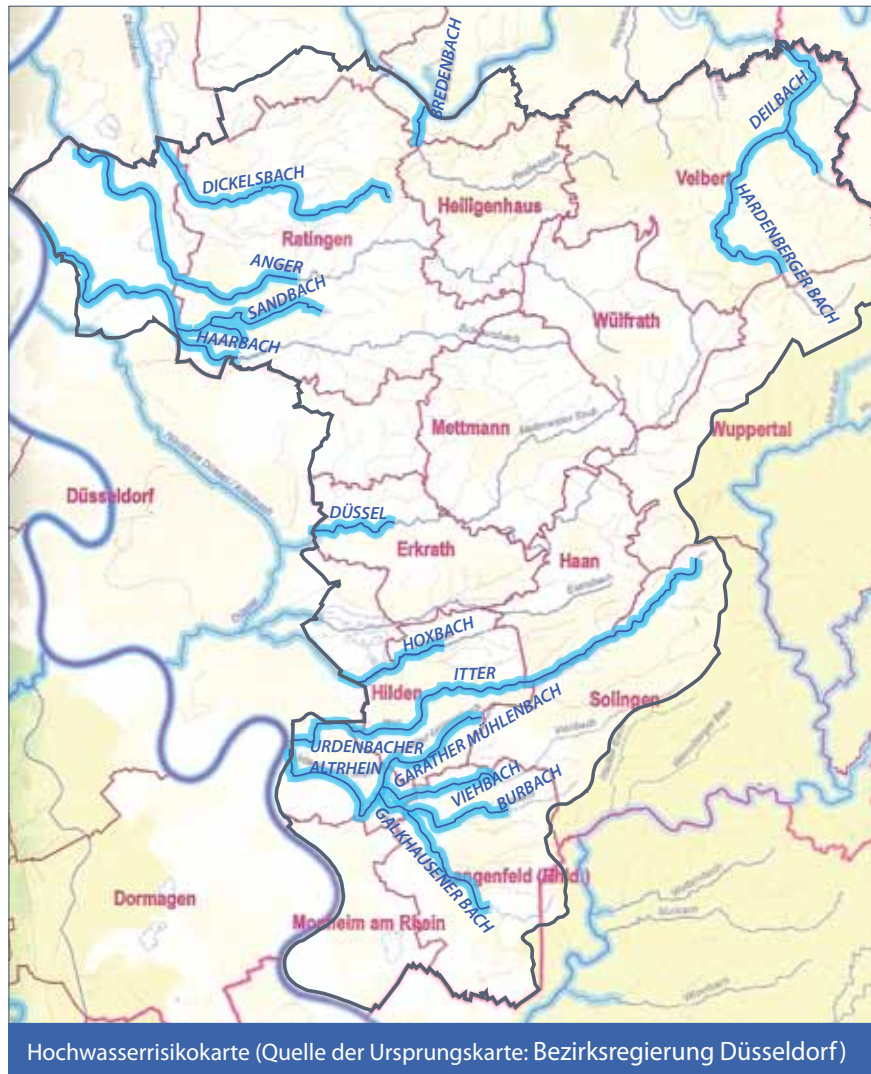 BREDENBACH
DEILBACH
DICKELSBACH
Velbert
Heiligenhaus
HARDENBERGER BACH
Ratingen
ANGER
SANDBACH
Wülfrath
HAARBACH
Mettmann
Wuppertal
Düsseldorf
DÜSSEL
Erkrath
Haan
HOXBACH
ITTER
Hilden
Solingen
URDENBACHER
ALTRHEIN
GARATHER MÜHLENBACH
VIEHBACH
BURBACH
GALKHAUSENER BACH
Dormagen
Monheim am Rhein
Hochwasserrisikokarte (Quelle der Ursprungskarte: Bezirksregierung Düsseldorf)